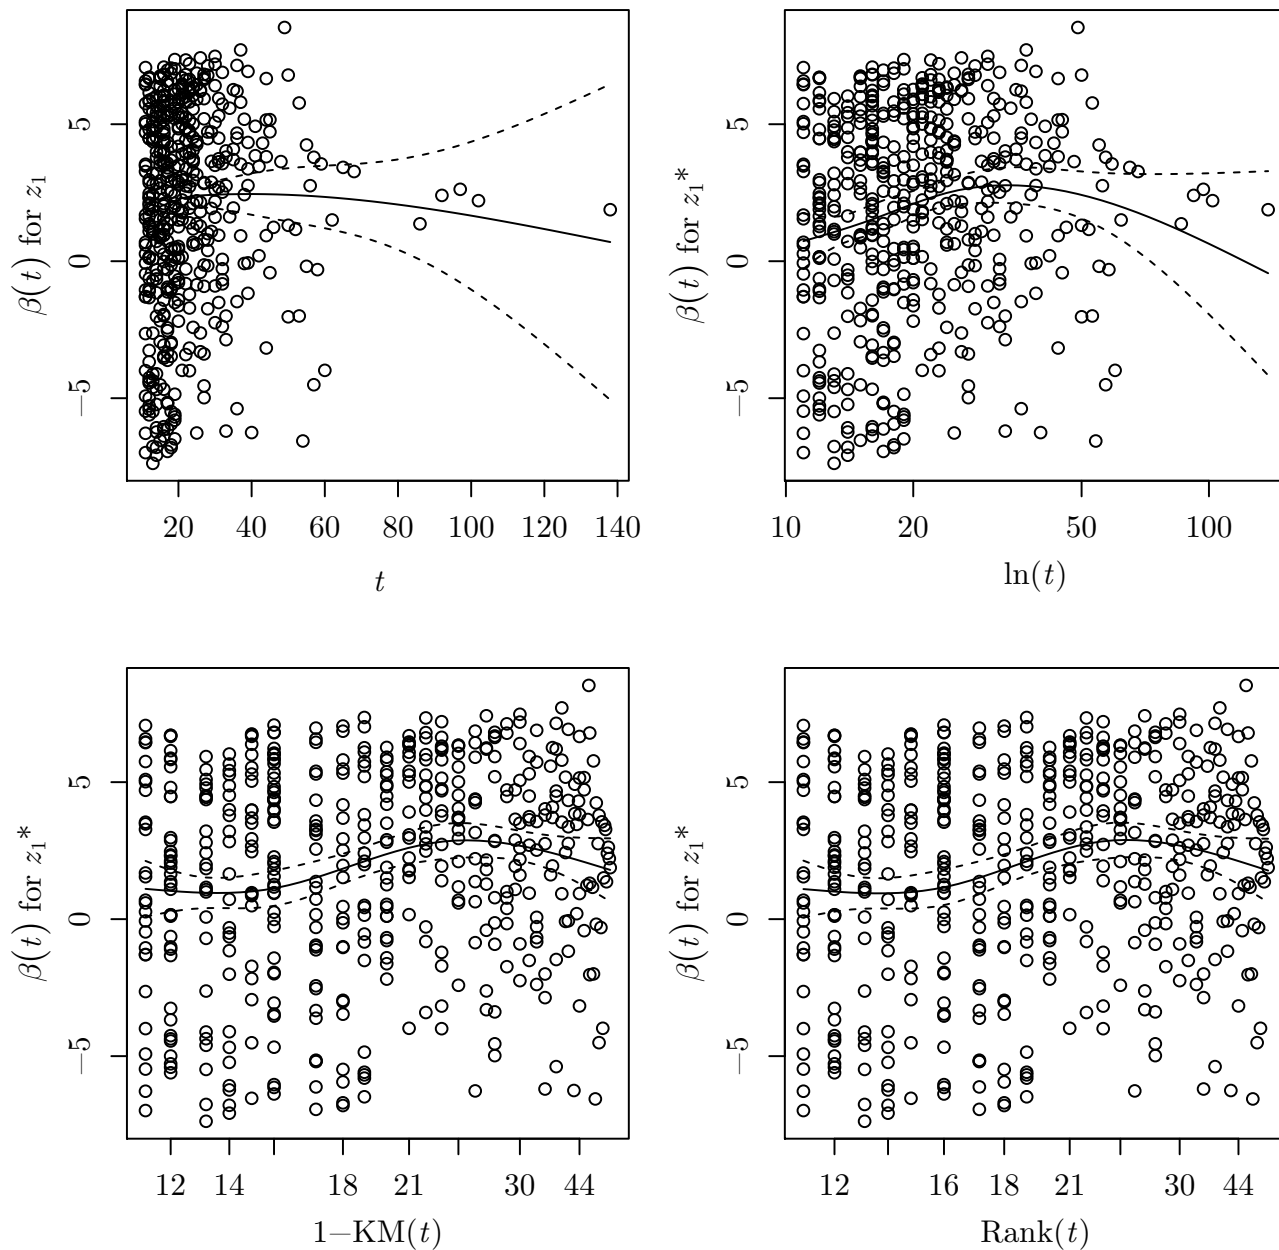 β(t) for z₁
5
0
−5
20 40 60 80 100 120 140
t
β(t) for z₁*
5
0
−5
10 20 50 100
ln(t)
β(t) for z₁*
5
0
−5
12 14 18 21 30 44
1−KM(t)
β(t) for z₁*
5
0
−5
12 16 18 21 30 44
Rank(t)